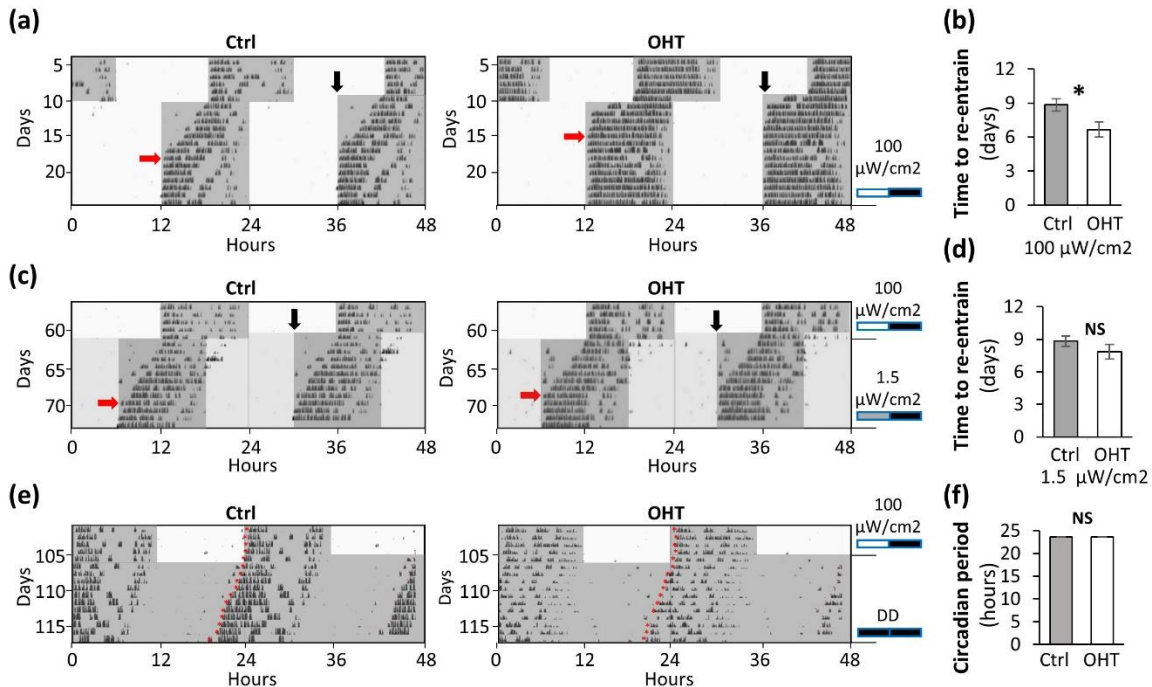 (a)
Ctrl
OHT
(b)
5
10
15
20
Days
0 12 24 36 48
Hours
5
10
15
20
Days
0 12 24 36 48
Hours
100
µW/cm2
Time to re-entrain
(days)
12
9
6
3
0
*
Ctrl OHT
100 µW/cm2
(c)
Ctrl
OHT
(d)
60
65
70
Days
0 12 24 36 48
Hours
60
65
70
Days
0 12 24 36 48
Hours
100
µW/cm2
1.5
µW/cm2
Time to re-entrain
(days)
12
9
6
3
0
NS
Ctrl OHT
1.5 µW/cm2
(e)
Ctrl
OHT
(f)
105
110
115
Days
0 12 24 36 48
Hours
105
110
115
Days
0 12 24 36 48
Hours
100
µW/cm2
DD
Circadian period
(hours)
25
20
15
10
5
0
NS
Ctrl OHT